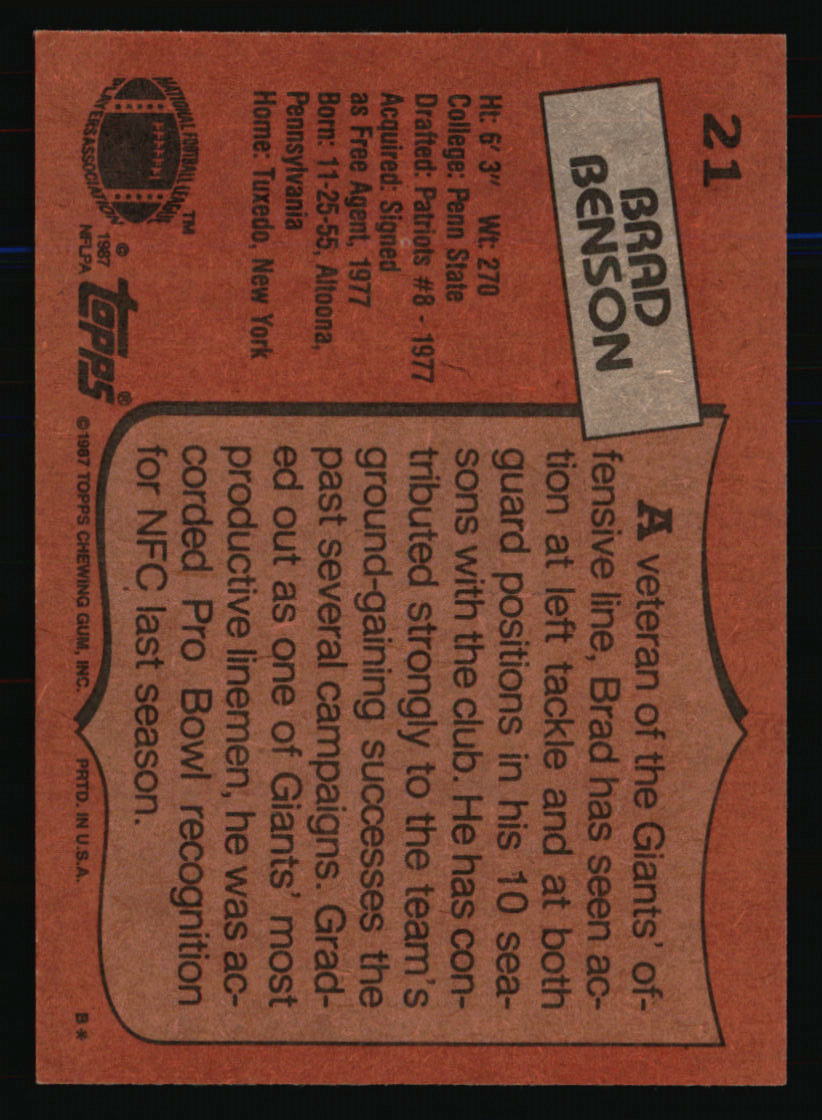 21
BRAD
BENSON
Ht: 6' 3" Wt: 270
College: Penn State
Drafted: Patriots #8 - 1977
Acquired: Signed
as Free Agent, 1977
Born: 11-25-55, Altoona,
Pennsylvania
Home: Tuxedo, New York
NATIONAL FOOTBALL LEAGUE
PLAYERS ASSOCIATION
TM
© 1987
NFLPA
topps®
A veteran of the Giants' of-
fensive line, Brad has seen ac-
tion at left tackle and at both
guard positions in his 10 sea-
sons with the club. He has con-
tributed strongly to the team's
ground-gaining successes the
past several campaigns. Grad-
ed out as one of Giants' most
productive linemen, he was ac-
corded Pro Bowl recognition
for NFC last season.
©1987 TOPPS CHEWING GUM, INC. PRTD. IN U.S.A. B*